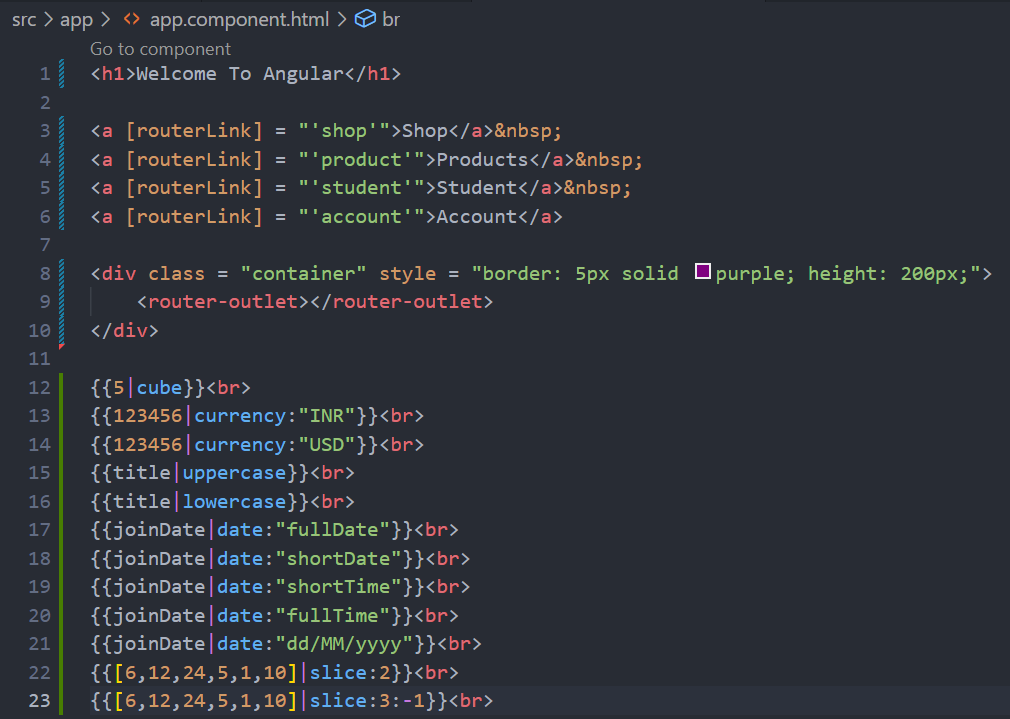 src > app > <> app.component.html > br
Go to component
1 <h1>Welcome To Angular</h1>
2
3 <a [routerLink] = "'shop'">Shop</a>&nbsp;
4 <a [routerLink] = "'product'">Products</a>&nbsp;
5 <a [routerLink] = "'student'">Student</a>&nbsp;
6 <a [routerLink] = "'account'">Account</a>
7
8 <div class = "container" style = "border: 5px solid purple; height: 200px;">
9     <router-outlet></router-outlet>
10 </div>
11
12 {{5|cube}}<br>
13 {{123456|currency:"INR"}}<br>
14 {{123456|currency:"USD"}}<br>
15 {{title|uppercase}}<br>
16 {{title|lowercase}}<br>
17 {{joinDate|date:"fullDate"}}<br>
18 {{joinDate|date:"shortDate"}}<br>
19 {{joinDate|date:"shortTime"}}<br>
20 {{joinDate|date:"fullTime"}}<br>
21 {{joinDate|date:"dd/MM/yyyy"}}<br>
22 {{[6,12,24,5,1,10]|slice:2}}<br>
23 {{[6,12,24,5,1,10]|slice:3:-1}}<br>